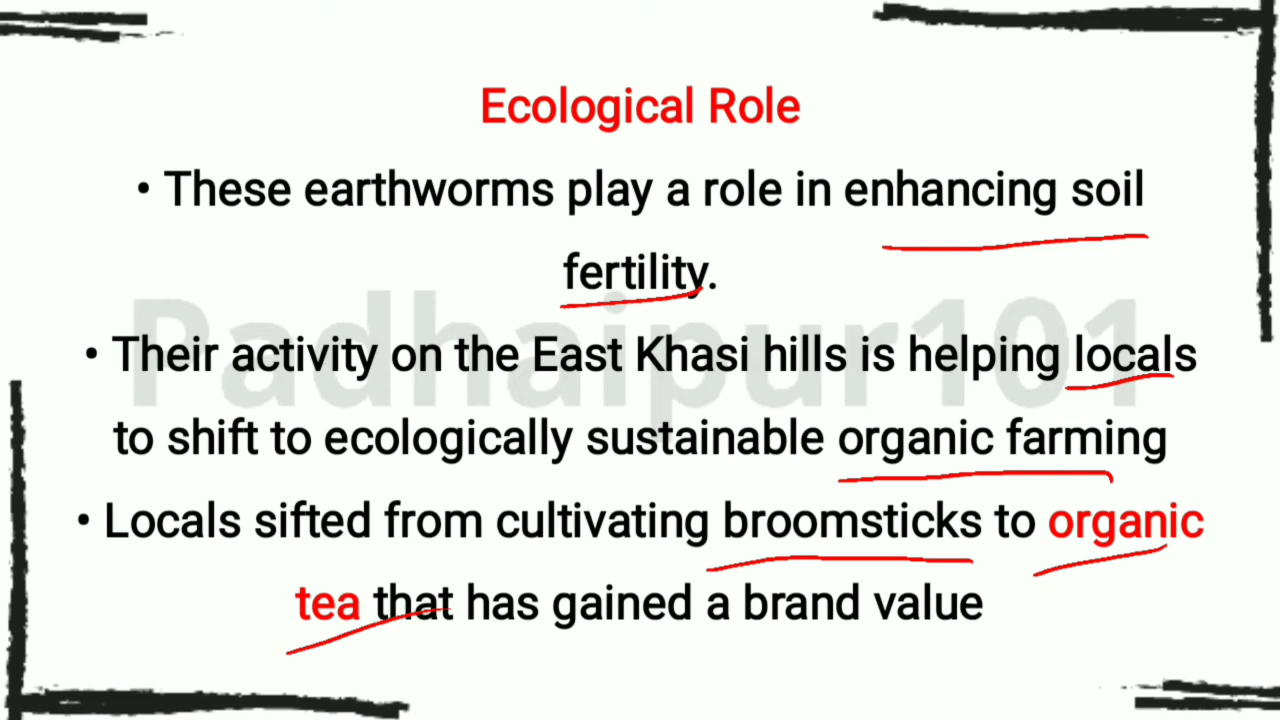 Ecological Role
• These earthworms play a role in enhancing soil
fertility.
• Their activity on the East Khasi hills is helping locals
to shift to ecologically sustainable organic farming
• Locals sifted from cultivating broomsticks to organic
tea that has gained a brand value
Padhaipur101